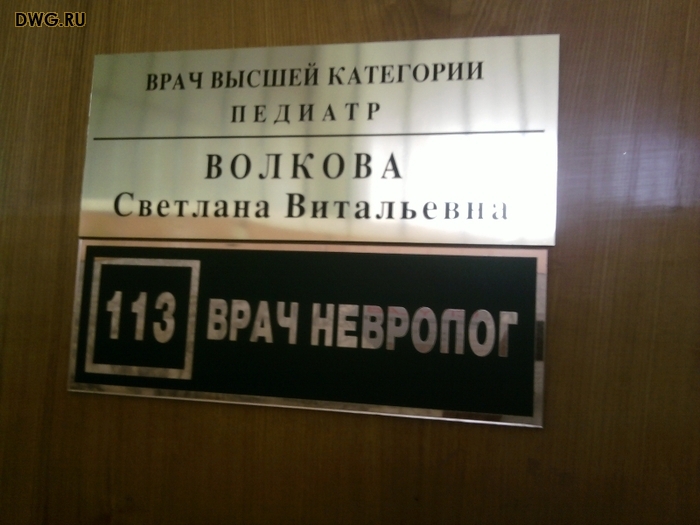 DWG.RU
ВРАЧ ВЫСШЕЙ КАТЕГОРИИ
ПЕДИАТР
ВОЛКОВА
Светлана Витальевна
113 ВРАЧ НЕВРОЛОГ